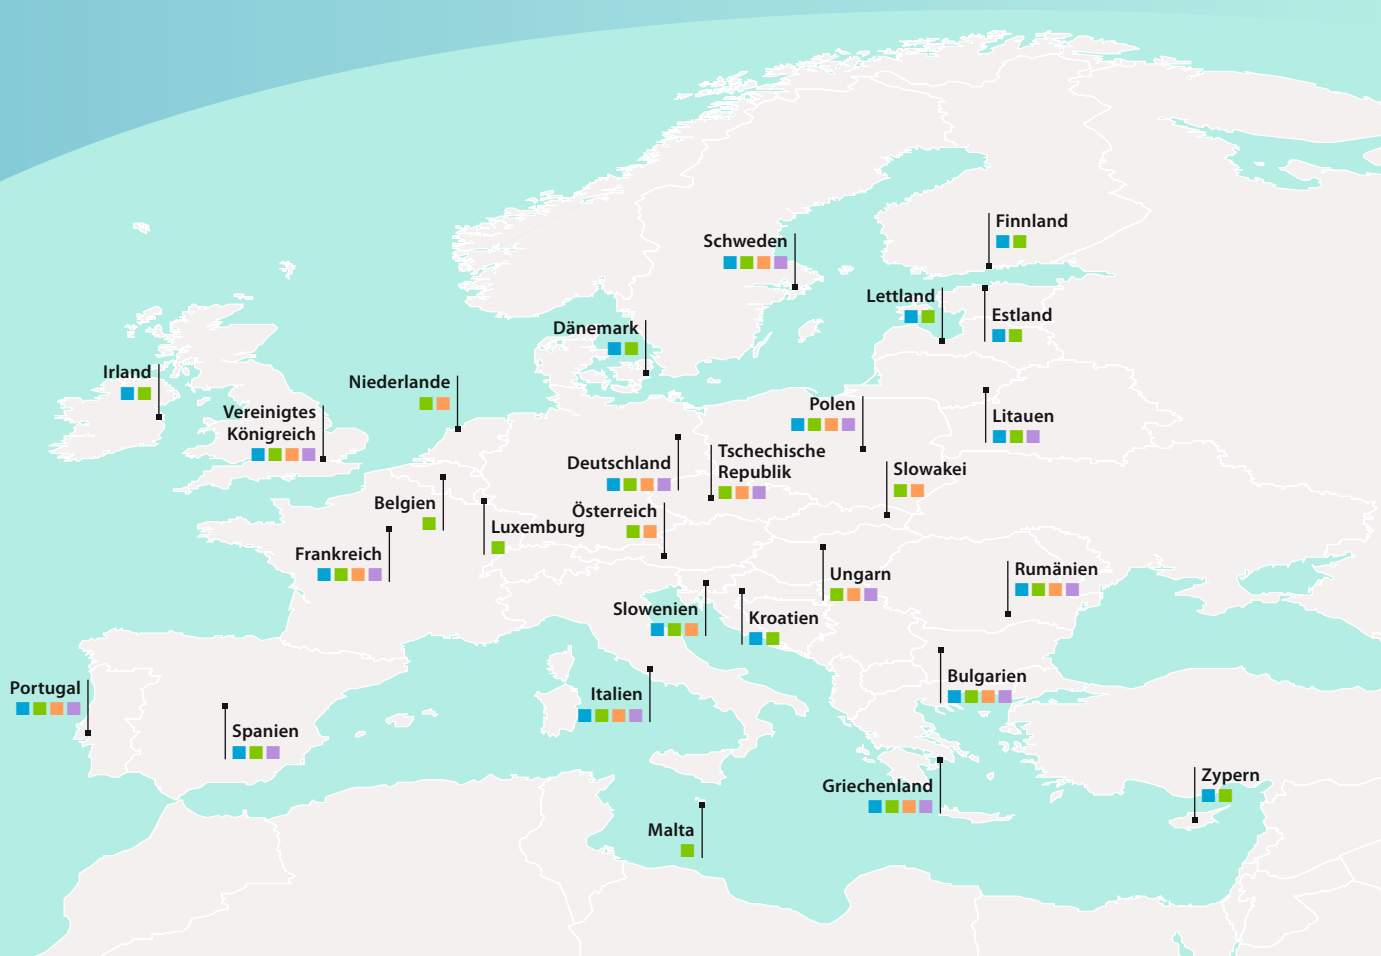 Finnland
Schweden
Lettland
Estland
Dänemark
Irland
Niederlande
Polen
Vereinigtes
Königreich
Litauen
Tschechische
Republik
Deutschland
Slowakei
Belgien
Österreich
Luxemburg
Frankreich
Ungarn
Rumänien
Slowenien
Kroatien
Bulgarien
Portugal
Italien
Spanien
Zypern
Griechenland
Malta